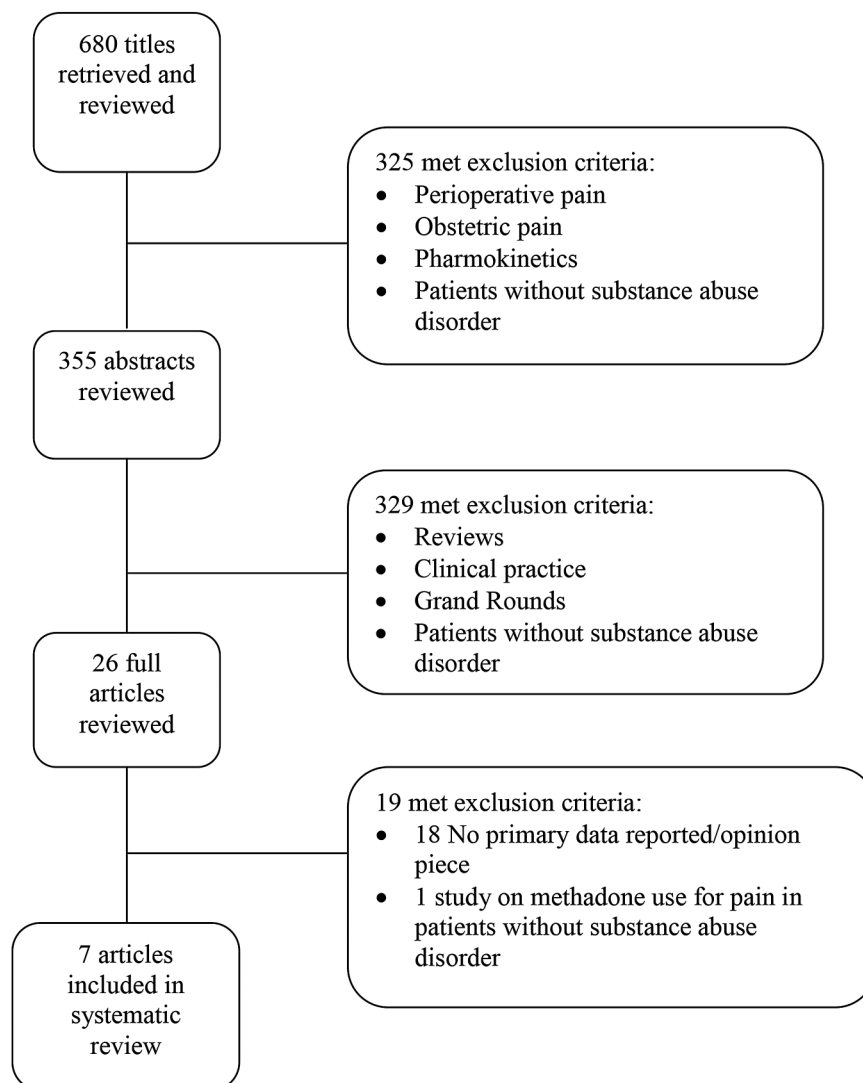 680 titles
retrieved and
reviewed
325 met exclusion criteria:
• Perioperative pain
• Obstetric pain
• Pharmokinetics
• Patients without substance abuse
disorder
355 abstracts
reviewed
329 met exclusion criteria:
• Reviews
• Clinical practice
• Grand Rounds
• Patients without substance abuse
disorder
26 full
articles
reviewed
19 met exclusion criteria:
• 18 No primary data reported/opinion
piece
• 1 study on methadone use for pain in
patients without substance abuse
disorder
7 articles
included in
systematic
review